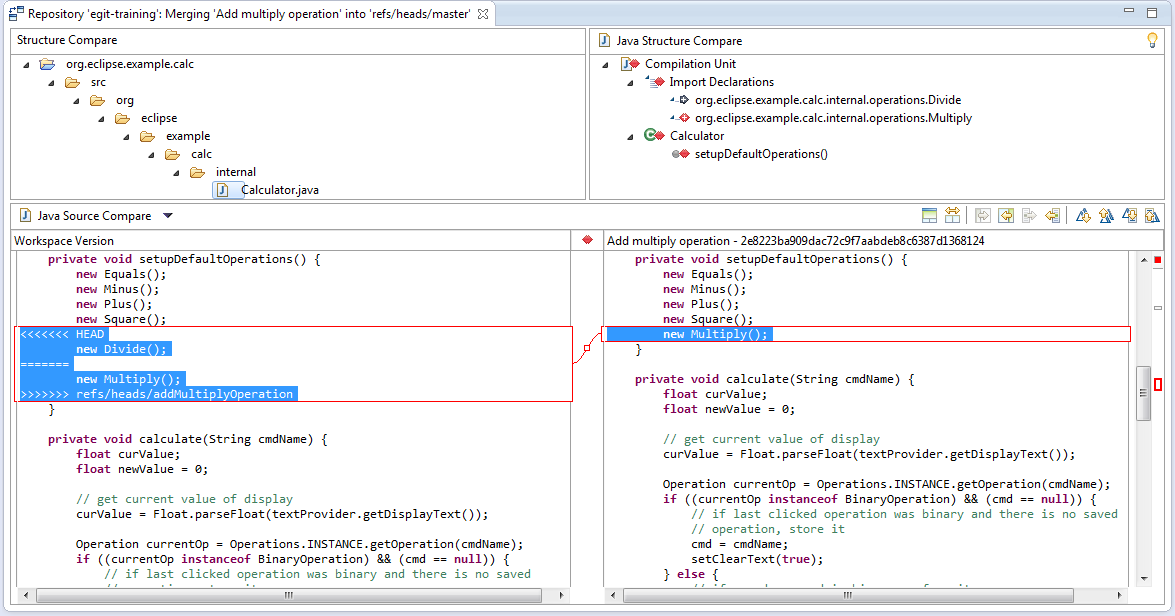 Repository 'egit-training': Merging 'Add multiply operation' into 'refs/heads/master'
Structure Compare
org.eclipse.example.calc
src
org
eclipse
example
calc
internal
Calculator.java
Java Structure Compare
Compilation Unit
Import Declarations
org.eclipse.example.calc.internal.operations.Divide
org.eclipse.example.calc.internal.operations.Multiply
Calculator
setupDefaultOperations()
Java Source Compare
Workspace Version
private void setupDefaultOperations() {
new Equals();
new Minus();
new Plus();
new Square();
<<<<<<< HEAD
new Divide();
=======
new Multiply();
>>>>>>> refs/heads/addMultiplyOperation
}
private void calculate(String cmdName) {
float curValue;
float newValue = 0;
// get current value of display
curValue = Float.parseFloat(textProvider.getDisplayText());
Operation currentOp = Operations.INSTANCE.getOperation(cmdName);
if ((currentOp instanceof BinaryOperation) && (cmd == null)) {
// if last clicked operation was binary and there is no saved
Add multiply operation - 2e8223ba909dac72c9f7aabdeb8c6387d1368124
private void setupDefaultOperations() {
new Equals();
new Minus();
new Plus();
new Square();
new Multiply();
}
private void calculate(String cmdName) {
float curValue;
float newValue = 0;
// get current value of display
curValue = Float.parseFloat(textProvider.getDisplayText());
Operation currentOp = Operations.INSTANCE.getOperation(cmdName);
if ((currentOp instanceof BinaryOperation) && (cmd == null)) {
// if last clicked operation was binary and there is no saved
// operation, store it
cmd = cmdName;
setClearText(true);
} else {